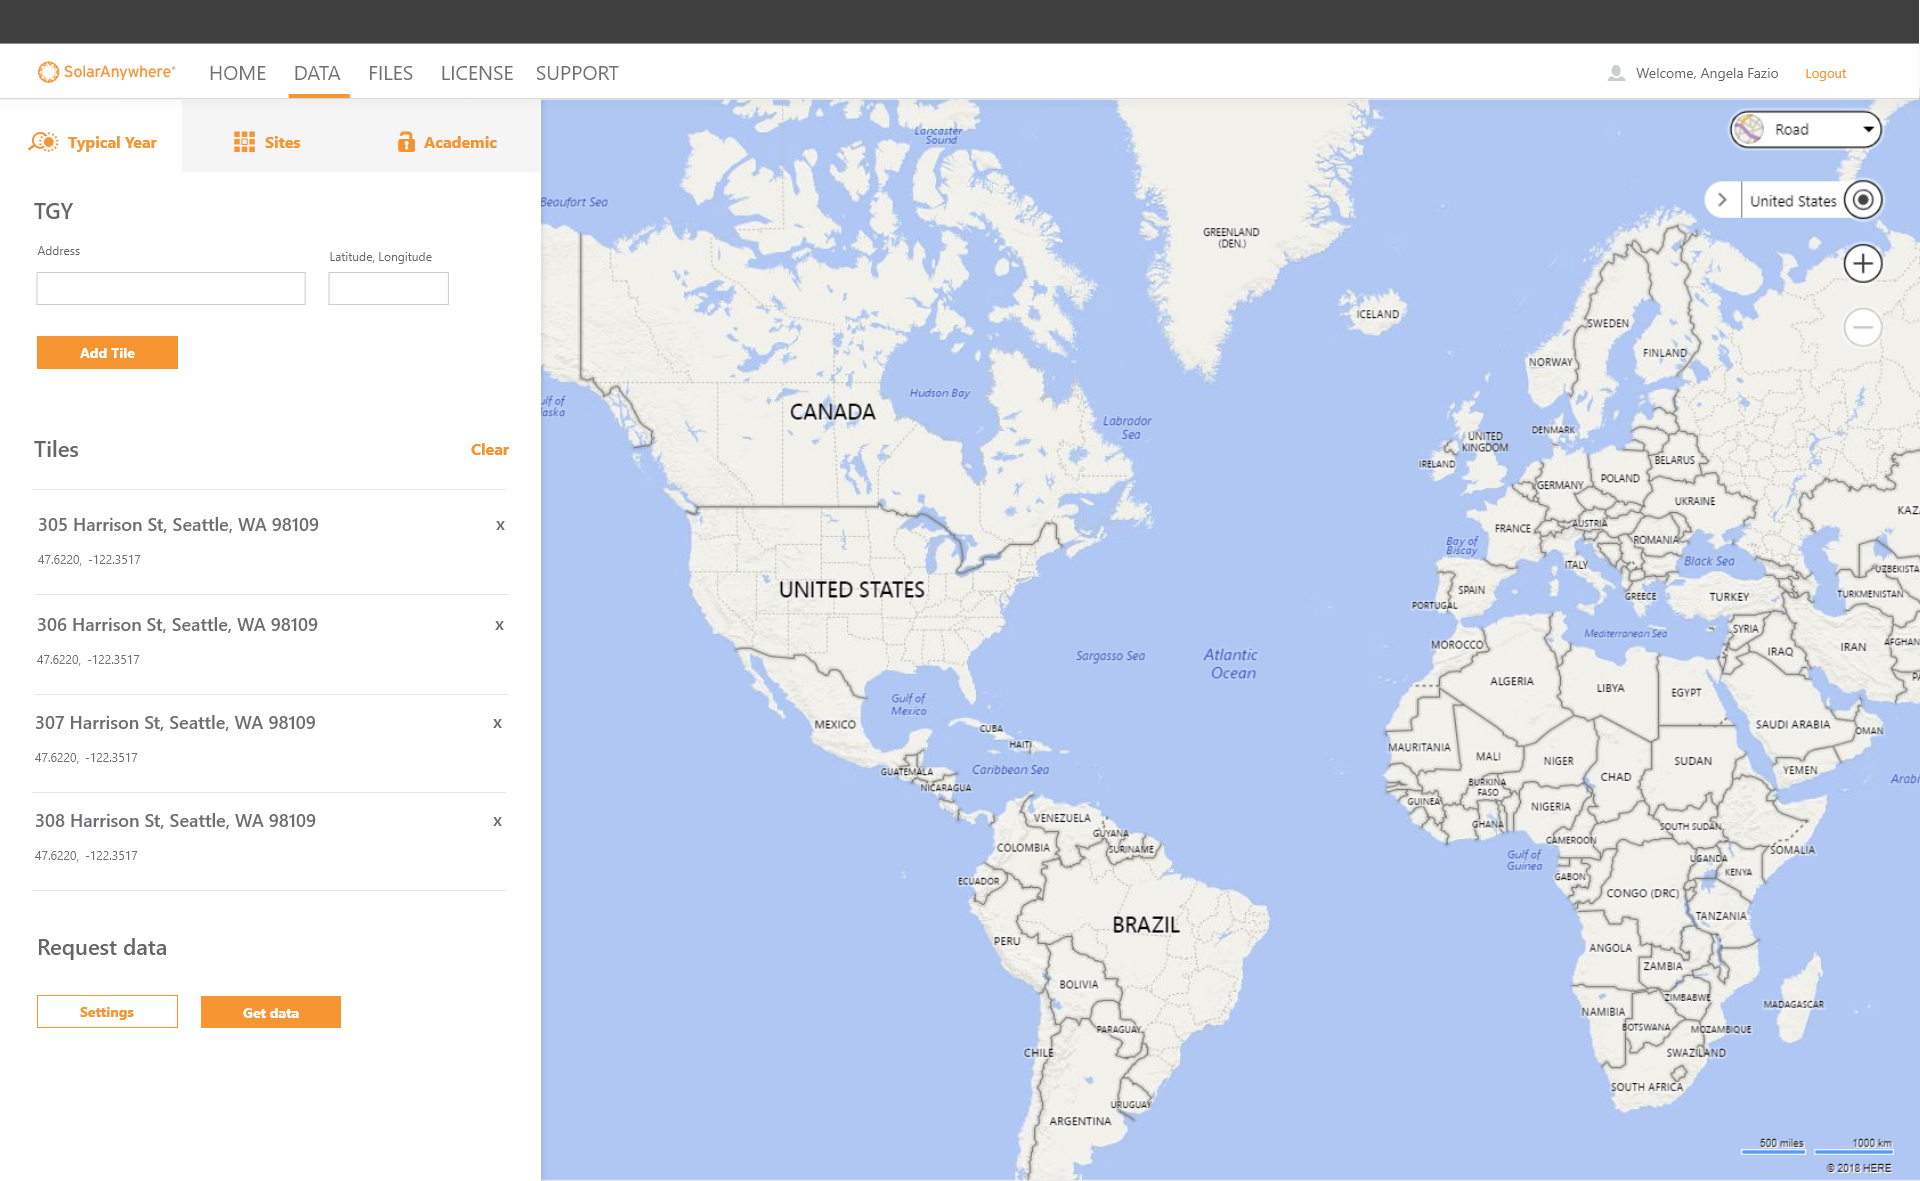 SolarAnywhere®
HOME
DATA
FILES
LICENSE
SUPPORT
Welcome, Angela Fazio
Logout
Typical Year
Sites
Academic
TGY
Address
Latitude, Longitude
Add Tile
Tiles
Clear
305 Harrison St, Seattle, WA 98109
x
47.6220, -122.3517
306 Harrison St, Seattle, WA 98109
x
47.6220, -122.3517
307 Harrison St, Seattle, WA 98109
x
47.6220, -122.3517
308 Harrison St, Seattle, WA 98109
x
47.6220, -122.3517
Request data
Settings
Get data
Road
United States
Lancaster
Sound
Beaufort Sea
GREENLAND
(DEN.)
ICELAND
SWEDEN
FINLAND
NORWAY
Hudson Bay
ulf of
laska
CANADA
Labrador
Sea
DENMARK
UNITED
KINGDOM
IRELAND
BELARUS
POLAND
GERMANY
UKRAINE
KAZ
FRANCE
AUSTRIA
ROMANIA
Bay of
Biscay
Black Sea
ITALY
UZBEKISTA
UNITED STATES
SPAIN
GREECE
TURKEY
TURKMENISTAN
PORTUGAL
SYRIA
Mediterranean Sea
MOROCCO
IRAQ
IRAN
AFGHAN
Sargasso Sea
Atlantic
Ocean
PA
ALGERIA
LIBYA
EGYPT
Gulf of
Mexico
MEXICO
CUBA
SAUDI ARABIA
OMAN
HAITI
MAURITANIA
MALI
NIGER
SUDAN
GUATEMALA
Caribbean Sea
CHAD
YEMEN
Arabi
NICARAGUA
BURKINA
FASO
GUINEA
NIGERIA
VENEZUELA
GHANA
SOUTH SUDAN
GUYANA
CAMEROON
COLOMBIA
SURINAME
SOMALIA
Gulf of
Guinea
UGANDA
KENYA
ECUADOR
GABON
CONGO (DRC)
BRAZIL
TANZANIA
PERU
ANGOLA
ZAMBIA
BOLIVIA
ZIMBABWE
MADAGASCAR
NAMIBIA
PARAGUAY
BOTSWANA
MOZAMBIQUE
CHILE
SWAZILAND
SOUTH AFRICA
URUGUAY
ARGENTINA
500 miles
1000 km
© 2018 HERE